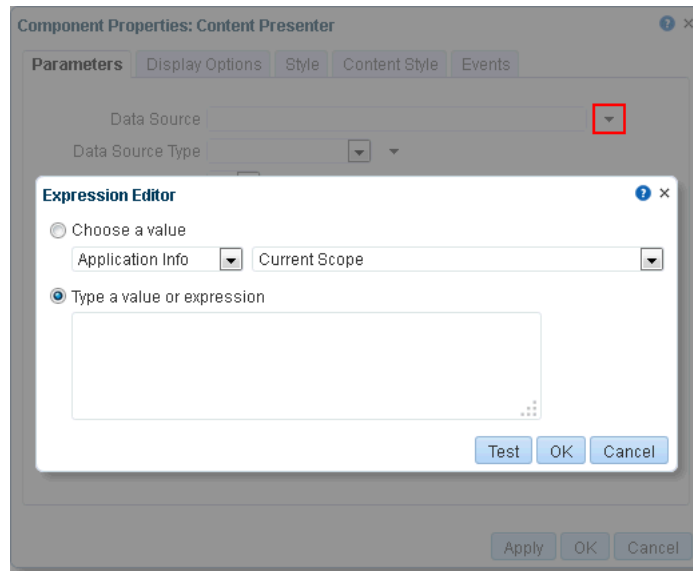 Component Properties: Content Presenter
Parameters Display Options Style Content Style Events
Data Source
Data Source Type
Expression Editor
Choose a value
Application Info Current Scope
Type a value or expression
Test OK Cancel
Apply OK Cancel